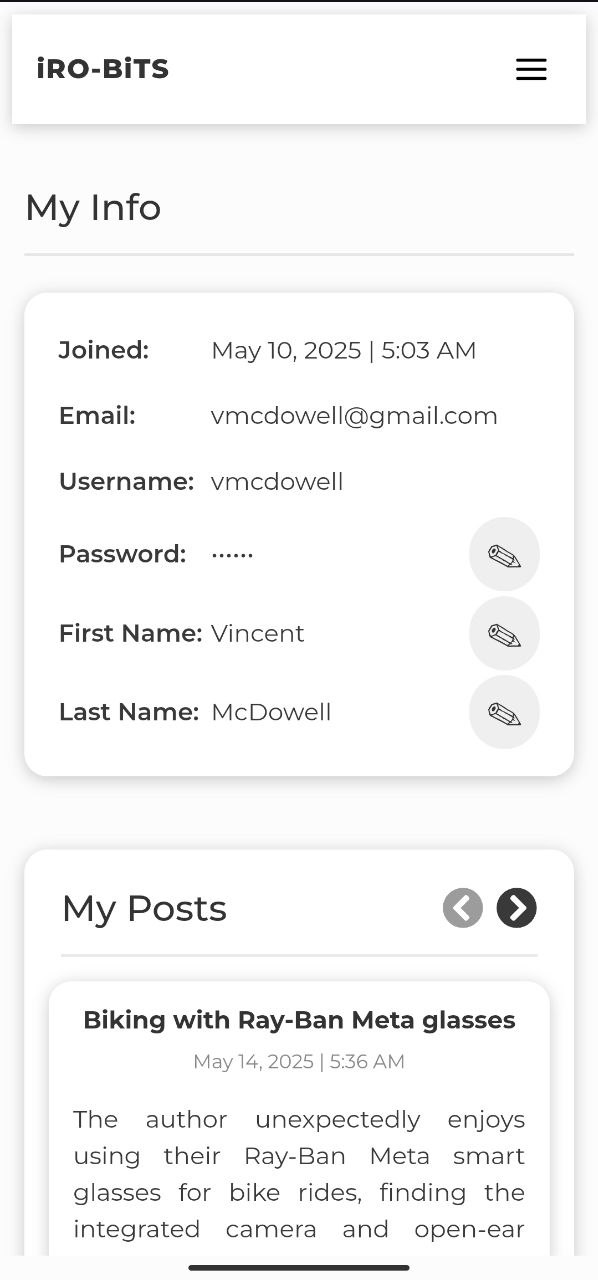 iRO-BiTS
My Info
Joined: May 10, 2025 | 5:03 AM
Email: vmcdowell@gmail.com
Username: vmcdowell
Password: ······
First Name: Vincent
Last Name: McDowell
My Posts
Biking with Ray-Ban Meta glasses
May 14, 2025 | 5:36 AM
The author unexpectedly enjoys
using their Ray-Ban Meta smart
glasses for bike rides, finding the
integrated camera and open-ear